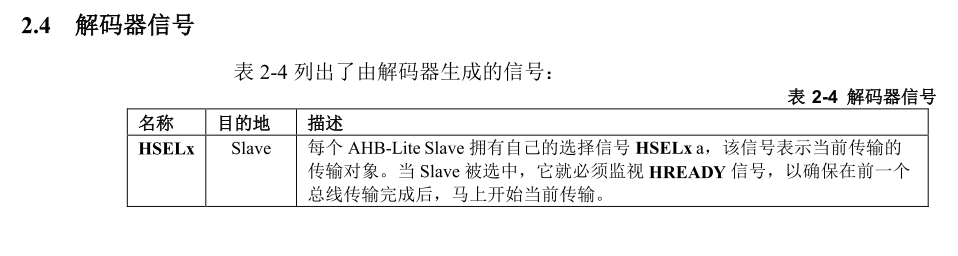 2.4 解码器信号
表 2-4 列出了由解码器生成的信号：
表 2-4 解码器信号
名称 目的地 描述
HSELx Slave 每个 AHB-Lite Slave 拥有自己的选择信号 HSELx a，该信号表示当前传输的
传输对象。当 Slave 被选中，它就必须监视 HREADY 信号，以确保在前一个
总线传输完成后，马上开始当前传输。